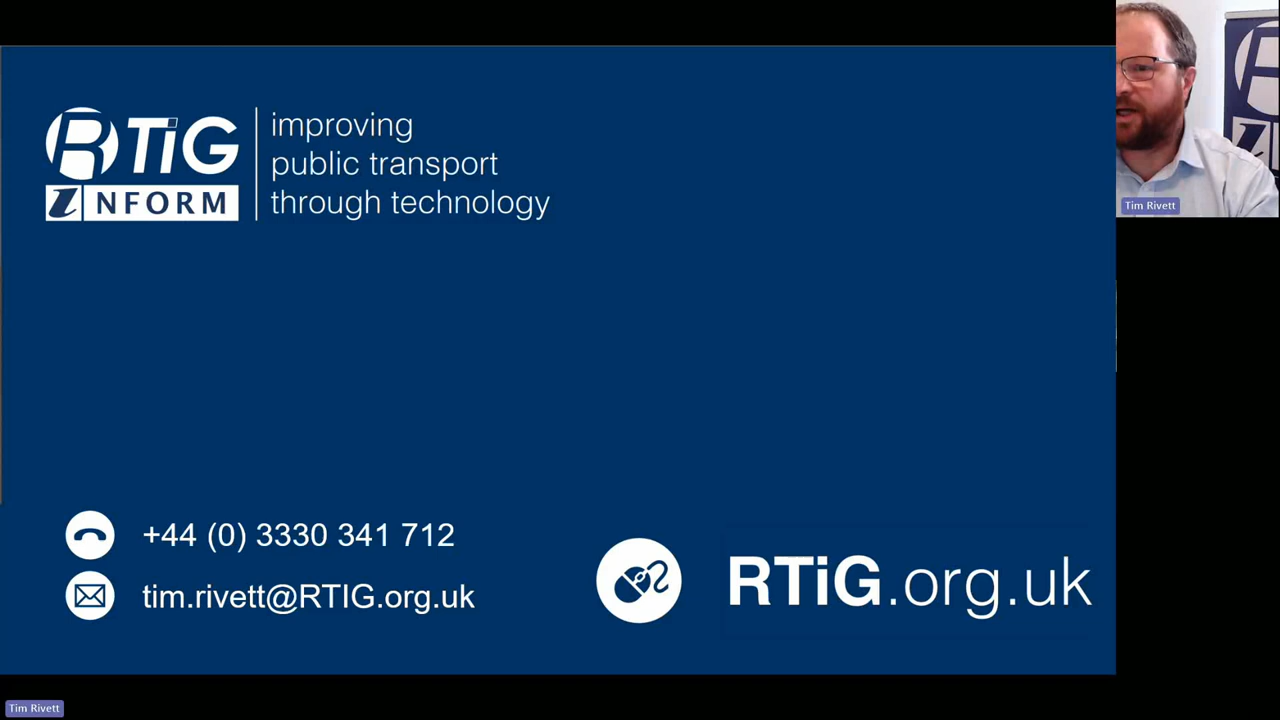 RTiG
iNFORM
improving
public transport
through technology
+44 (0) 3330 341 712
tim.rivett@RTIG.org.uk
RTiG.org.uk
Tim Rivett
Tim Rivett